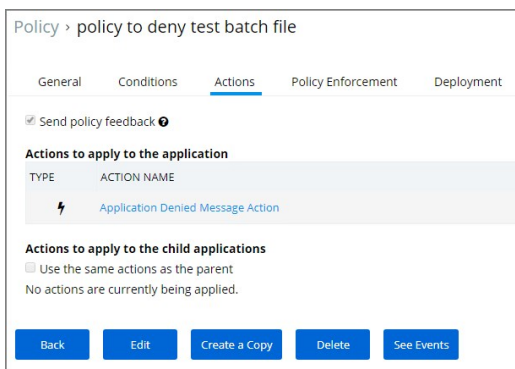 Policy › policy to deny test batch file
General Conditions Actions Policy Enforcement Deployment
Send policy feedback ?
Actions to apply to the application
TYPE ACTION NAME
Application Denied Message Action
Actions to apply to the child applications
Use the same actions as the parent
No actions are currently being applied.
Back Edit Create a Copy Delete See Events